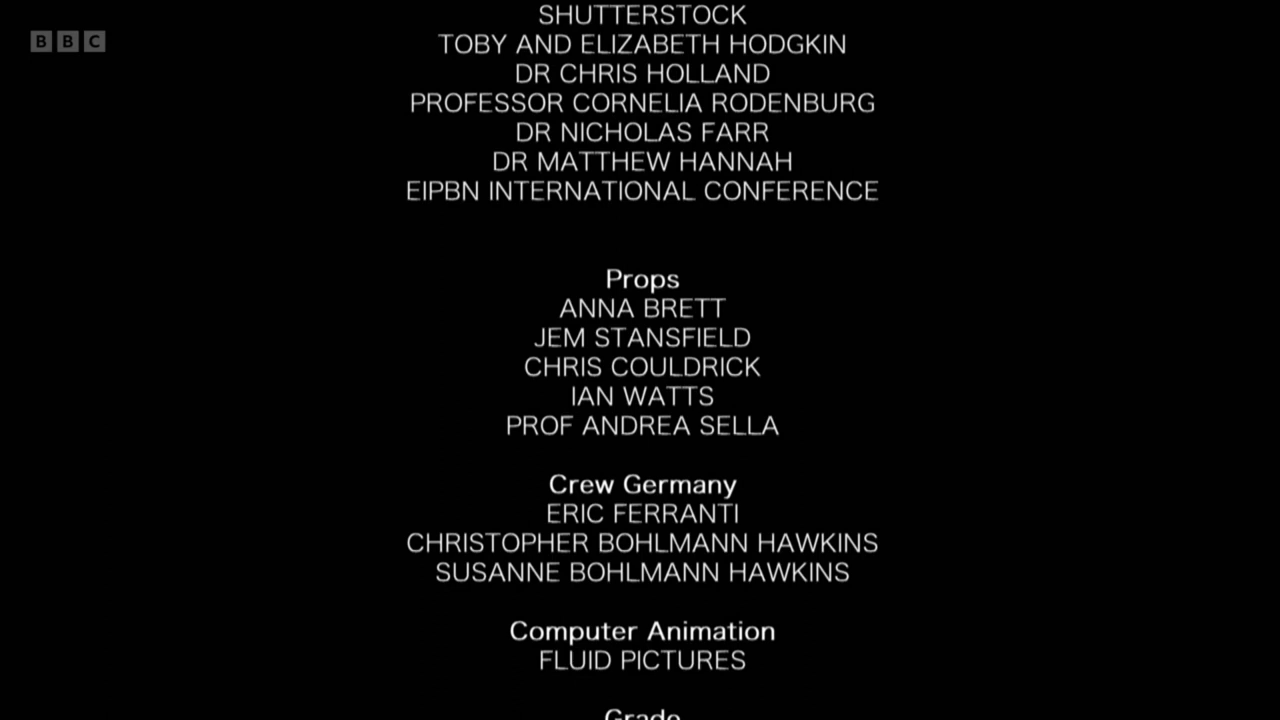 BBC
SHUTTERSTOCK
TOBY AND ELIZABETH HODGKIN
DR CHRIS HOLLAND
PROFESSOR CORNELIA RODENBURG
DR NICHOLAS FARR
DR MATTHEW HANNAH
EIPBN INTERNATIONAL CONFERENCE
Props
ANNA BRETT
JEM STANSFIELD
CHRIS COULDRICK
IAN WATTS
PROF ANDREA SELLA
Crew Germany
ERIC FERRANTI
CHRISTOPHER BOHLMANN HAWKINS
SUSANNE BOHLMANN HAWKINS
Computer Animation
FLUID PICTURES
Grade